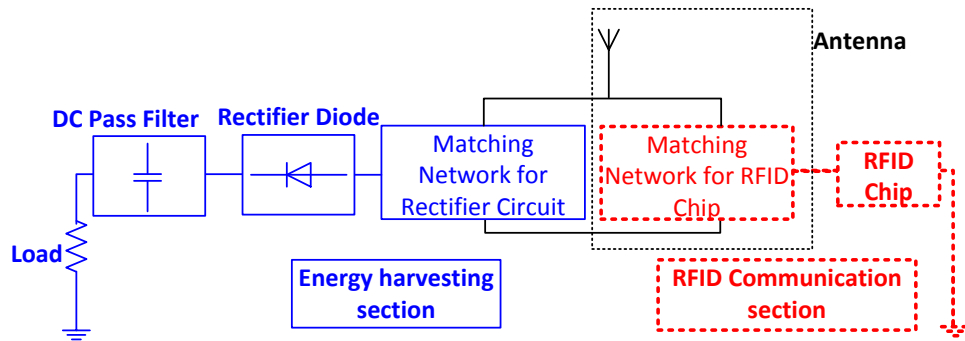 Antenna
DC Pass Filter
Rectifier Diode
Matching
Network for
Rectifier Circuit
Matching
Network for RFID
Chip
RFID
Chip
Load
Energy harvesting
section
RFID Communication
section